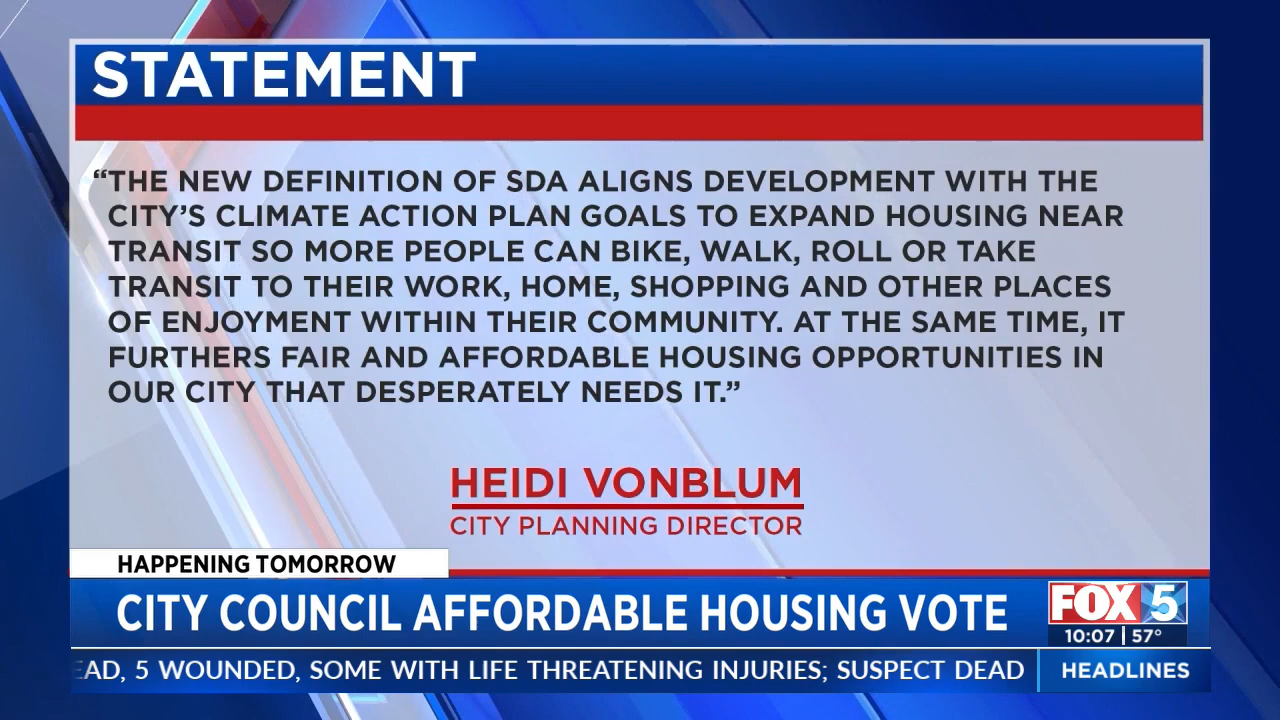 STATEMENT
“THE NEW DEFINITION OF SDA ALIGNS DEVELOPMENT WITH THE
CITY’S CLIMATE ACTION PLAN GOALS TO EXPAND HOUSING NEAR
TRANSIT SO MORE PEOPLE CAN BIKE, WALK, ROLL OR TAKE
TRANSIT TO THEIR WORK, HOME, SHOPPING AND OTHER PLACES
OF ENJOYMENT WITHIN THEIR COMMUNITY. AT THE SAME TIME, IT
FURTHERS FAIR AND AFFORDABLE HOUSING OPPORTUNITIES IN
OUR CITY THAT DESPERATELY NEEDS IT.”
HEIDI VONBLUM
CITY PLANNING DIRECTOR
HAPPENING TOMORROW
CITY COUNCIL AFFORDABLE HOUSING VOTE
FOX 5
10:07 | 57°
EAD, 5 WOUNDED, SOME WITH LIFE THREATENING INJURIES; SUSPECT DEAD
HEADLINES